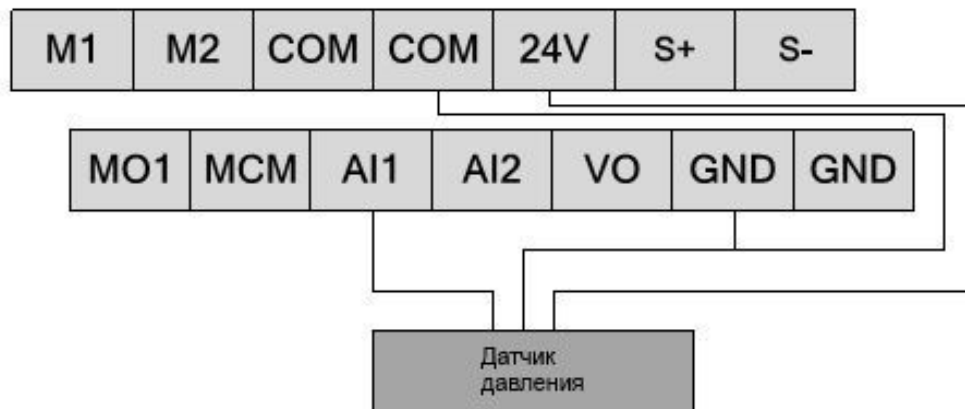 M1 M2 COM COM 24V S+ S-
MO1 MCM AI1 AI2 VO GND GND
Датчик
давления